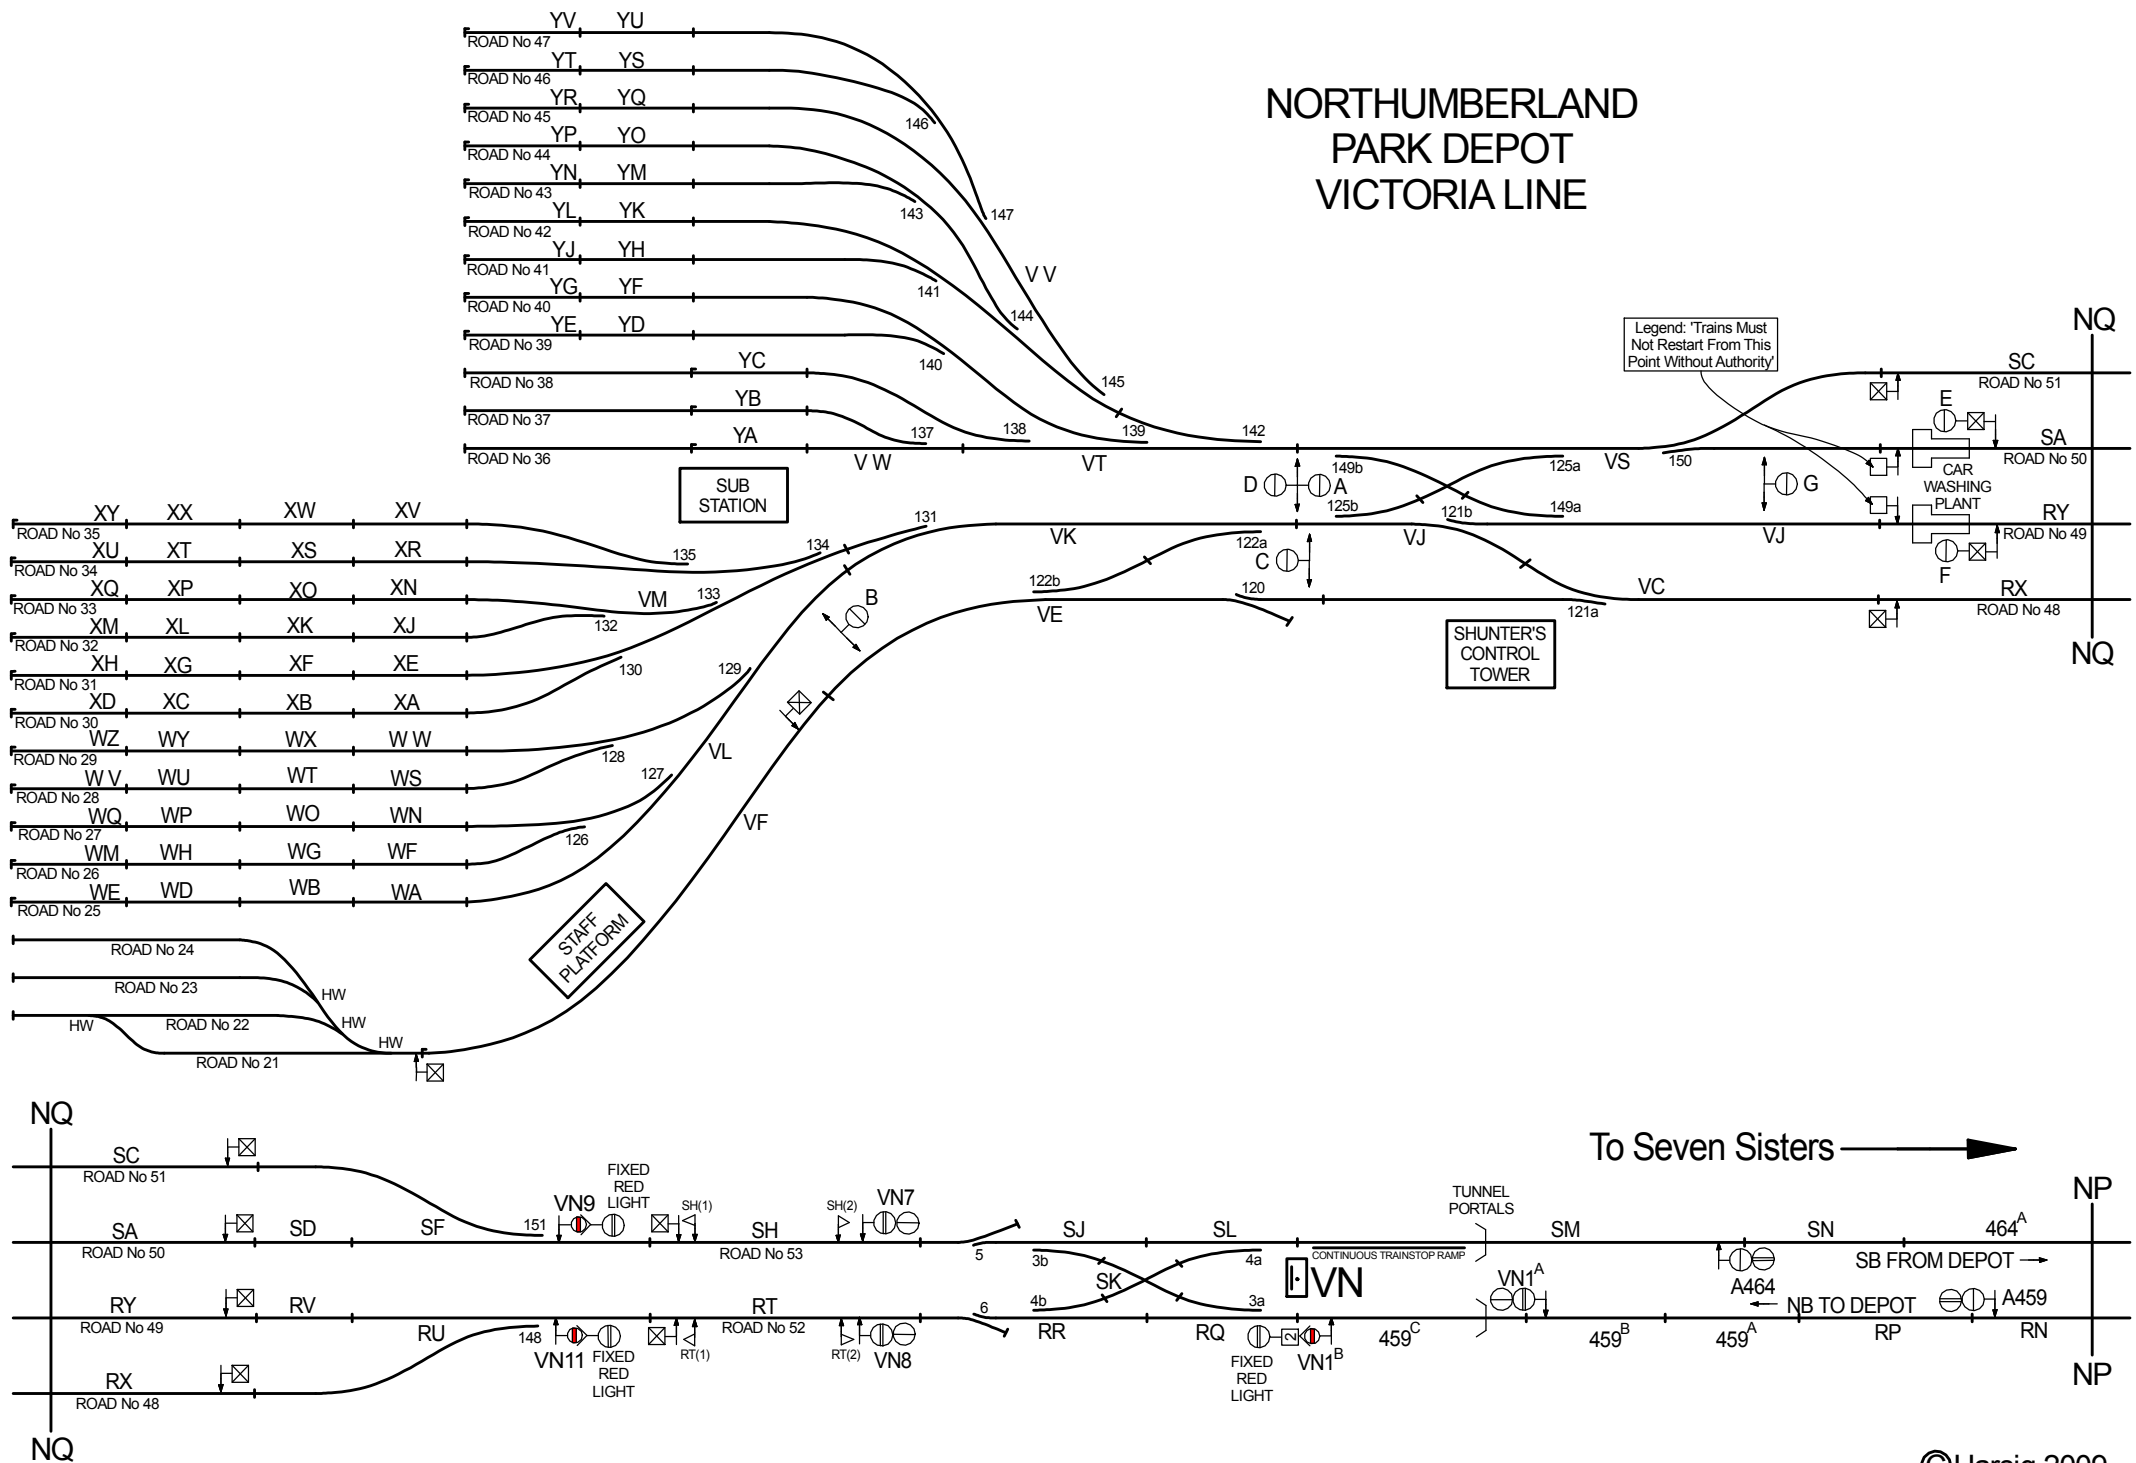 NORTHUMBERLAND
PARK DEPOT
VICTORIA LINE
YV YU
ROAD No 47
YT YS
ROAD No 46
YR YQ
ROAD No 45
146
YP YO
ROAD No 44
YN YM
ROAD No 43
143
147
YL YK
ROAD No 42
YJ YH
ROAD No 41
V V
141
YG YF
ROAD No 40
144
YE YD
ROAD No 39
140
YC
ROAD No 38
145
YB
ROAD No 37
137
138
139
142
YA
ROAD No 36
V W
VT
SUB
STATION
D
A
149b
125b
125a
149a
121b
VS
150
G
Legend: 'Trains Must
Not Restart From This
Point Without Authority'
NQ
SC
ROAD No 51
E
SA
ROAD No 50
CAR
WASHING
PLANT
RY
ROAD No 49
F
VJ
RX
ROAD No 48
NQ
XY XX XW XV
ROAD No 35
131
VK
VJ
XU XT XS XR
ROAD No 34
135
134
122a
C
XQ XP XO XN
ROAD No 33
VM
133
122b
120
VC
XM XL XK XJ
ROAD No 32
132
B
VE
121a
SHUNTER'S
CONTROL
TOWER
XH XG XF XE
ROAD No 31
130
129
XD XC XB XA
ROAD No 30
WZ WY WX W W
ROAD No 29
128
VL
W V WU WT WS
ROAD No 28
127
WQ WP WO WN
ROAD No 27
126
VF
WM WH WG WF
ROAD No 26
WE WD WB WA
ROAD No 25
STAFF
PLATFORM
ROAD No 24
ROAD No 23
HW
HW
ROAD No 22
HW
HW
ROAD No 21
NQ
To Seven Sisters
SC
ROAD No 51
FIXED
RED
LIGHT
VN9
SH(1)
SH(2)
VN7
TUNNEL
PORTALS
NP
SA
ROAD No 50
SD
SF
151
SH
ROAD No 53
5
SJ
SL
CONTINUOUS TRAINSTOP RAMP
SM
SN
464A
3b
4a
SK
VN
VN1A
A464
SB FROM DEPOT
NB TO DEPOT
A459
4b
3a
RY
ROAD No 49
RV
RU
148
RT
ROAD No 52
6
RR
RQ
459C
459B
459A
RP
RN
VN11
FIXED
RED
LIGHT
RT(1)
RT(2)
VN8
FIXED
RED
LIGHT
2
VN1B
NP
RX
ROAD No 48
NQ